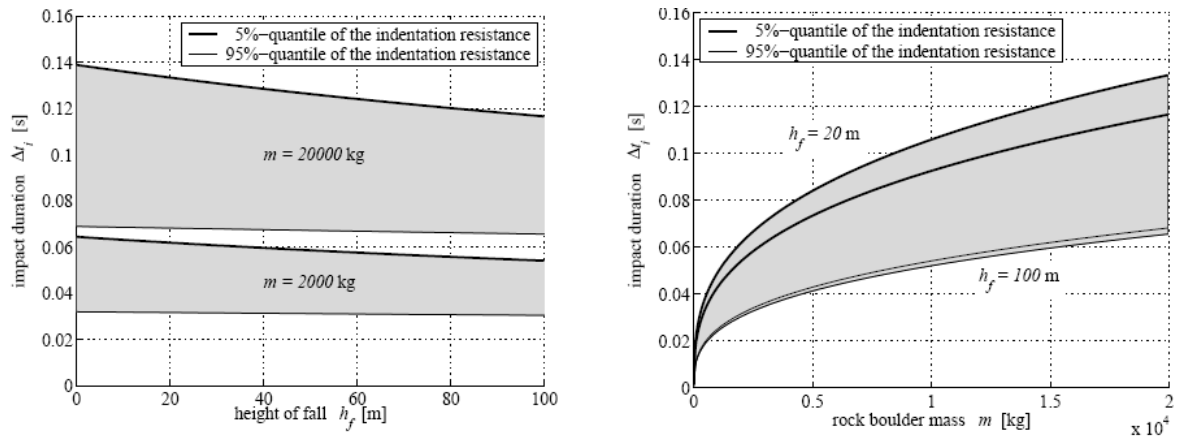 0.16
0.14
0.12
0.1
0.08
0.06
0.04
0.02
0
impact duration Δt_i [s]
5%−quantile of the indentation resistance
95%−quantile of the indentation resistance
m = 20000 kg
m = 2000 kg
0 20 40 60 80 100
height of fall h_f [m]
0.16
0.14
0.12
0.1
0.08
0.06
0.04
0.02
0
impact duration Δt_i [s]
5%−quantile of the indentation resistance
95%−quantile of the indentation resistance
h_f = 20 m
h_f = 100 m
0 0.5 1 1.5 2
rock boulder mass m [kg]
x 10^4